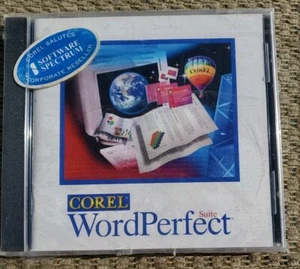 COREL SALUTES
SOFTWARE
SPECTRUM
CORPORATE RESELLER
COREL
COREL
Suite
WordPerfect